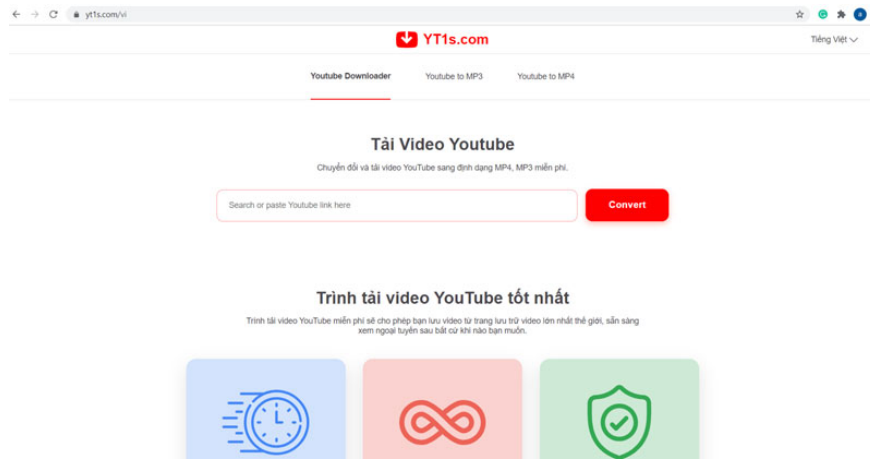 yt1s.com/vi
a
YT1s.com
Tiếng Việt
Youtube Downloader Youtube to MP3 Youtube to MP4
Tải Video Youtube
Chuyển đổi và tải video YouTube sang định dạng MP4, MP3 miễn phí.
Search or paste Youtube link here
Convert
Trình tải video YouTube tốt nhất
Trình tải video YouTube miễn phí sẽ cho phép bạn lưu video từ trang lưu trữ video lớn nhất thế giới, sẵn sàng
xem ngoại tuyến sau bất cứ khi nào bạn muốn.